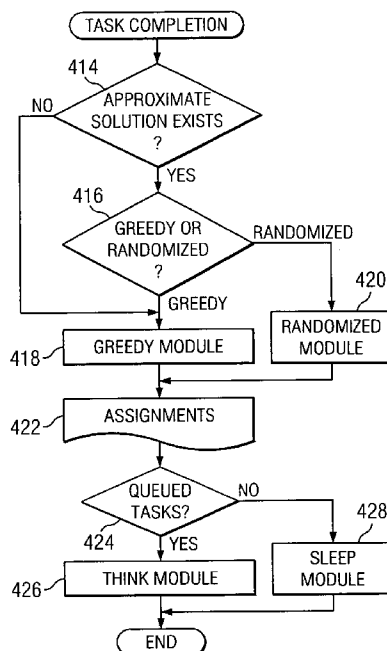 TASK COMPLETION
414
APPROXIMATE
SOLUTION EXISTS
?
NO
YES
416
GREEDY OR
RANDOMIZED
?
RANDOMIZED
GREEDY
420
418
GREEDY MODULE
RANDOMIZED
MODULE
422
ASSIGNMENTS
QUEUED
TASKS?
NO
424
YES
428
426
THINK MODULE
SLEEP
MODULE
END